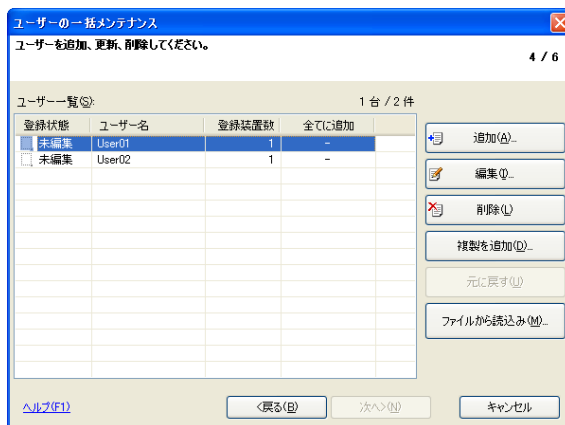 ユーザーの一括メンテナンス
ユーザーを追加、更新、削除してください。
4 / 6
ユーザー一覧(S):
1 台 / 2 件
登録状態 ユーザー名 登録装置数 全てに追加
未編集 User01 1 -
未編集 User02 1 -
追加(A)...
編集(I)...
削除(L)
複製を追加(D)...
元に戻す(U)
ファイルから読込み(M)...
ヘルプ(F1)
<戻る(B)
次へ>(N)
キャンセル